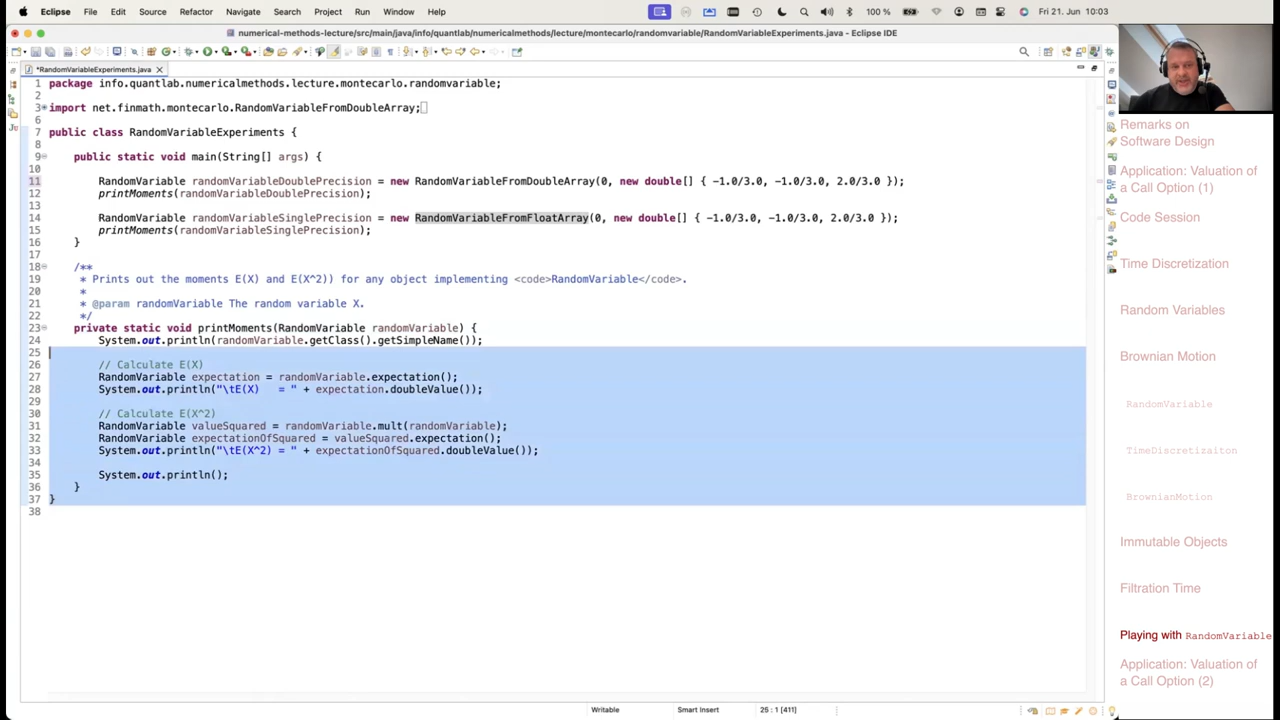 Eclipse File Edit Source Refactor Navigate Search Project Run Window Help 100 % Fri 21. Jun 10:03
numerical-methods-lecture/src/main/java/info/quantlab/numericalmethods/lecture/montecarlo/randomvariable/RandomVariableExperiments.java - Eclipse IDE
*RandomVariableExperiments.java
1 package info.quantlab.numericalmethods.lecture.montecarlo.randomvariable;
2
3 import net.finmath.montecarlo.RandomVariableFromDoubleArray;
6
7 public class RandomVariableExperiments {
8
9 public static void main(String[] args) {
10
11 RandomVariable randomVariableDoublePrecision = new RandomVariableFromDoubleArray(0, new double[] { -1.0/3.0, -1.0/3.0, 2.0/3.0 });
12 printMoments(randomVariableDoublePrecision);
13
14 RandomVariable randomVariableSinglePrecision = new RandomVariableFromFloatArray(0, new double[] { -1.0/3.0, -1.0/3.0, 2.0/3.0 });
15 printMoments(randomVariableSinglePrecision);
16 }
17
18 /**
19 * Prints out the moments E(X) and E(X^2)) for any object implementing <code>RandomVariable</code>.
20 *
21 * @param randomVariable The random variable X.
22 */
23 private static void printMoments(RandomVariable randomVariable) {
24 System.out.println(randomVariable.getClass().getSimpleName());
25
26 // Calculate E(X)
27 RandomVariable expectation = randomVariable.expectation();
28 System.out.println("\tE(X)   = " + expectation.doubleValue());
29
30 // Calculate E(X^2)
31 RandomVariable valueSquared = randomVariable.mult(randomVariable);
32 RandomVariable expectationOfSquared = valueSquared.expectation();
33 System.out.println("\tE(X^2) = " + expectationOfSquared.doubleValue());
34
35 System.out.println();
36 }
37 }
38
Writable Smart Insert 25 : 1 [411]
Remarks on
Software Design
Application: Valuation of
a Call Option (1)
Code Session
Time Discretization
Random Variables
Brownian Motion
RandomVariable
TimeDiscretizaiton
BrownianMotion
Immutable Objects
Filtration Time
Playing with RandomVariable
Application: Valuation of
a Call Option (2)